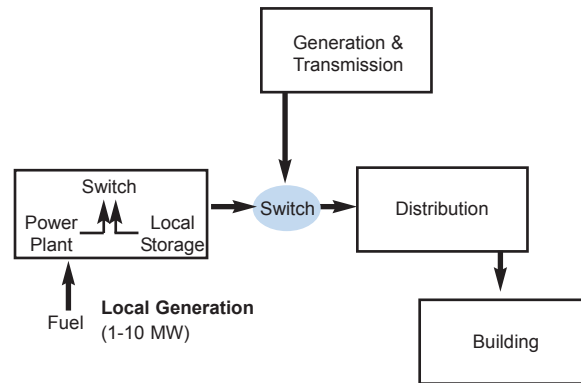 Generation &
Transmission
Switch
Power
Plant
Local
Storage
Switch
Distribution
Fuel
Local Generation
(1-10 MW)
Building